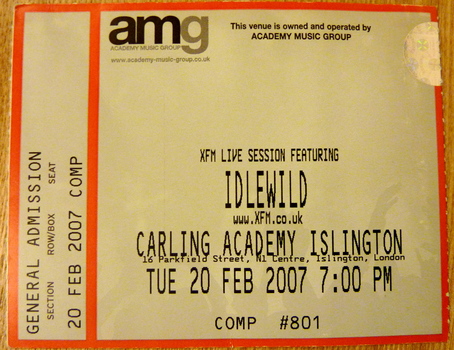 amg
ACADEMY MUSIC GROUP
www.academy-music-group.co.uk
This venue is owned and operated by
ACADEMY MUSIC GROUP
GENERAL ADMISSION
SECTION ROW/BOX SEAT
20 FEB 2007 COMP
XFM LIVE SESSION FEATURING
IDLEWILD
www.XFM.co.uk
CARLING ACADEMY ISLINGTON
16 Parkfield Street, N1 Centre, Islington, London
TUE 20 FEB 2007 7:00 PM
COMP #801